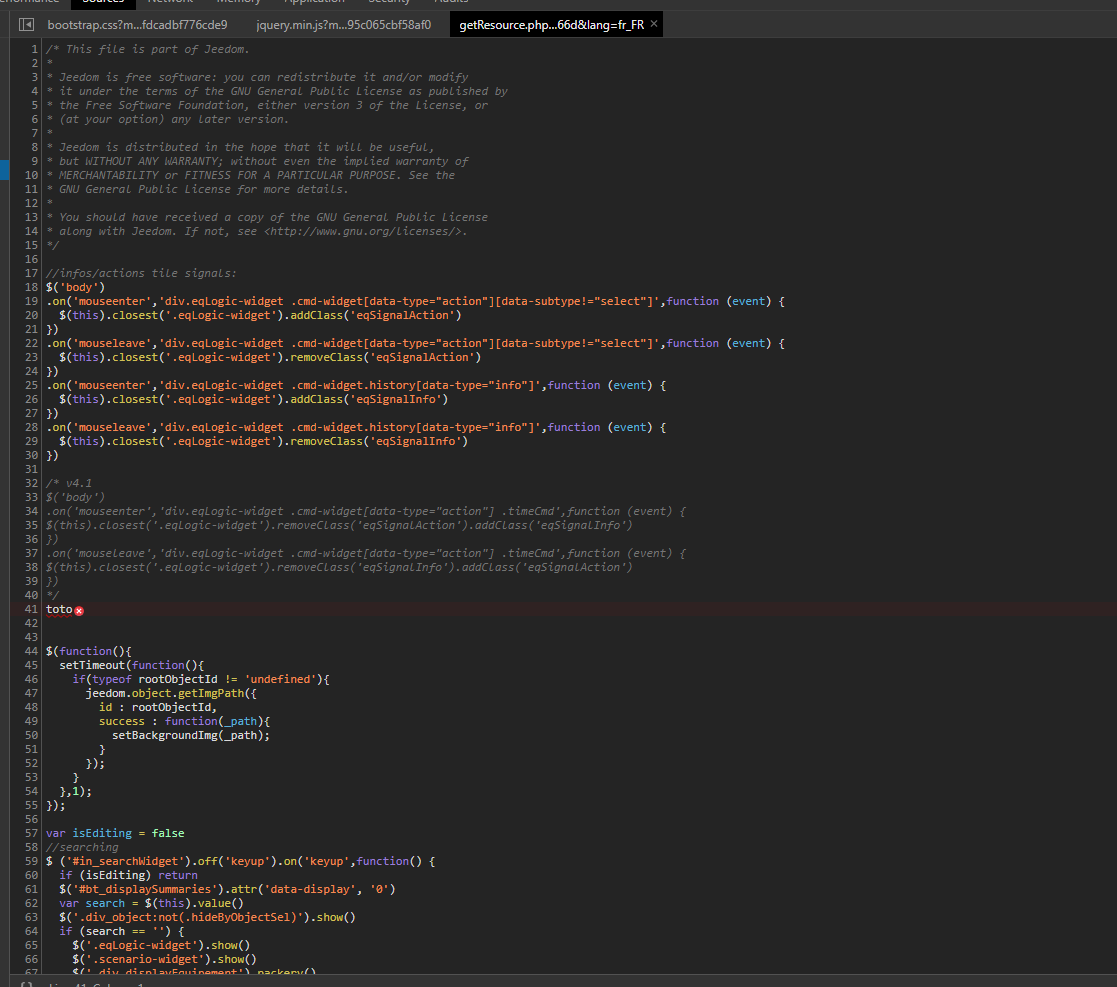 Sources Network Memory Application Security Audits
bootstrap.css?m...fdcadbf776cde9 jquery.min.js?m...95c065cbf58af0 getResource.php...66d&lang=fr_FR ×
1 /* This file is part of Jeedom.
2 *
3 * Jeedom is free software: you can redistribute it and/or modify
4 * it under the terms of the GNU General Public License as published by
5 * the Free Software Foundation, either version 3 of the License, or
6 * (at your option) any later version.
7 *
8 * Jeedom is distributed in the hope that it will be useful,
9 * but WITHOUT ANY WARRANTY; without even the implied warranty of
10 * MERCHANTABILITY or FITNESS FOR A PARTICULAR PURPOSE. See the
11 * GNU General Public License for more details.
12 *
13 * You should have received a copy of the GNU General Public License
14 * along with Jeedom. If not, see <http://www.gnu.org/licenses/>.
15 */
16
17 //infos/actions tile signals:
18 $('body')
19 .on('mouseenter','div.eqLogic-widget .cmd-widget[data-type="action"][data-subtype!="select"]',function (event) {
20 $(this).closest('.eqLogic-widget').addClass('eqSignalAction')
21 })
22 .on('mouseleave','div.eqLogic-widget .cmd-widget[data-type="action"][data-subtype!="select"]',function (event) {
23 $(this).closest('.eqLogic-widget').removeClass('eqSignalAction')
24 })
25 .on('mouseenter','div.eqLogic-widget .cmd-widget.history[data-type="info"]',function (event) {
26 $(this).closest('.eqLogic-widget').addClass('eqSignalInfo')
27 })
28 .on('mouseleave','div.eqLogic-widget .cmd-widget.history[data-type="info"]',function (event) {
29 $(this).closest('.eqLogic-widget').removeClass('eqSignalInfo')
30 })
31
32 /* v4.1
33 $('body')
34 .on('mouseenter','div.eqLogic-widget .cmd-widget[data-type="action"] .timeCmd',function (event) {
35 $(this).closest('.eqLogic-widget').removeClass('eqSignalAction').addClass('eqSignalInfo')
36 })
37 .on('mouseleave','div.eqLogic-widget .cmd-widget[data-type="action"] .timeCmd',function (event) {
38 $(this).closest('.eqLogic-widget').removeClass('eqSignalInfo').addClass('eqSignalAction')
39 })
40 */
41 toto
42
43
44 $(function(){
45 setTimeout(function(){
46 if(typeof rootObjectId != 'undefined'){
47 jeedom.object.getImgPath({
48 id : rootObjectId,
49 success : function(_path){
50 setBackgroundImg(_path);
51 }
52 });
53 }
54 },1);
55 });
56
57 var isEditing = false
58 //searching
59 $ ('#in_searchWidget').off('keyup').on('keyup',function() {
60 if (isEditing) return
61 $('#bt_displaySummaries').attr('data-display', '0')
62 var search = $(this).value()
63 $('.div_object:not(.hideByObjectSel)').show()
64 if (search == '') {
65 $('.eqLogic-widget').show()
66 $('.scenario-widget').show()
67 $('.div_displayEquipement').packery()